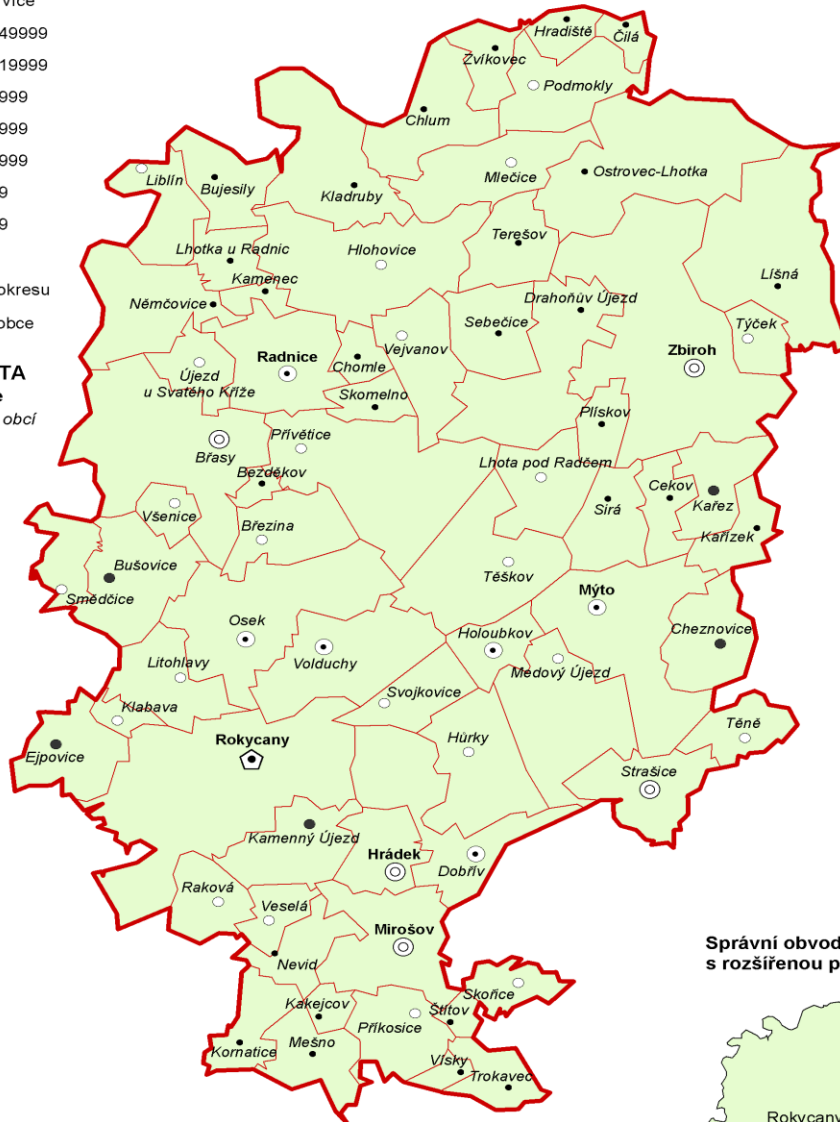 více
49999
19999
999
999
999
9
9
okresu
obce
TA
e
obcí
Hradiště
Čilá
Zvíkovec
Podmokly
Chlum
Mlečice
Ostrovec-Lhotka
Liblín
Bujesily
Kladruby
Terešov
Lhotka u Radnic
Hlohovice
Kamenec
Líšná
Němčovice
Drahoňův Újezd
Sebečice
Týček
Vejvanov
Zbiroh
Radnice
Chomle
Újezd
u Svatého Kříže
Skomelno
Plískov
Přívětice
Břasy
Bezděkov
Lhota pod Radčem
Cekov
Kařez
Sirá
Všenice
Březina
Kařízek
Bušovice
Těškov
Smědčice
Mýto
Osek
Holoubkov
Cheznovice
Litohlavy
Volduchy
Medový Újezd
Svojkovice
Klabava
Těně
Rokycany
Hůrky
Ejpovice
Strašice
Kamenný Újezd
Hrádek
Dobřív
Raková
Veselá
Mirošov
Nevid
Skořice
Kakejcov
Štítov
Příkosice
Kornatice
Mešno
Vísky
Trokavec
Správní obvod
s rozšířenou p
Rokycany